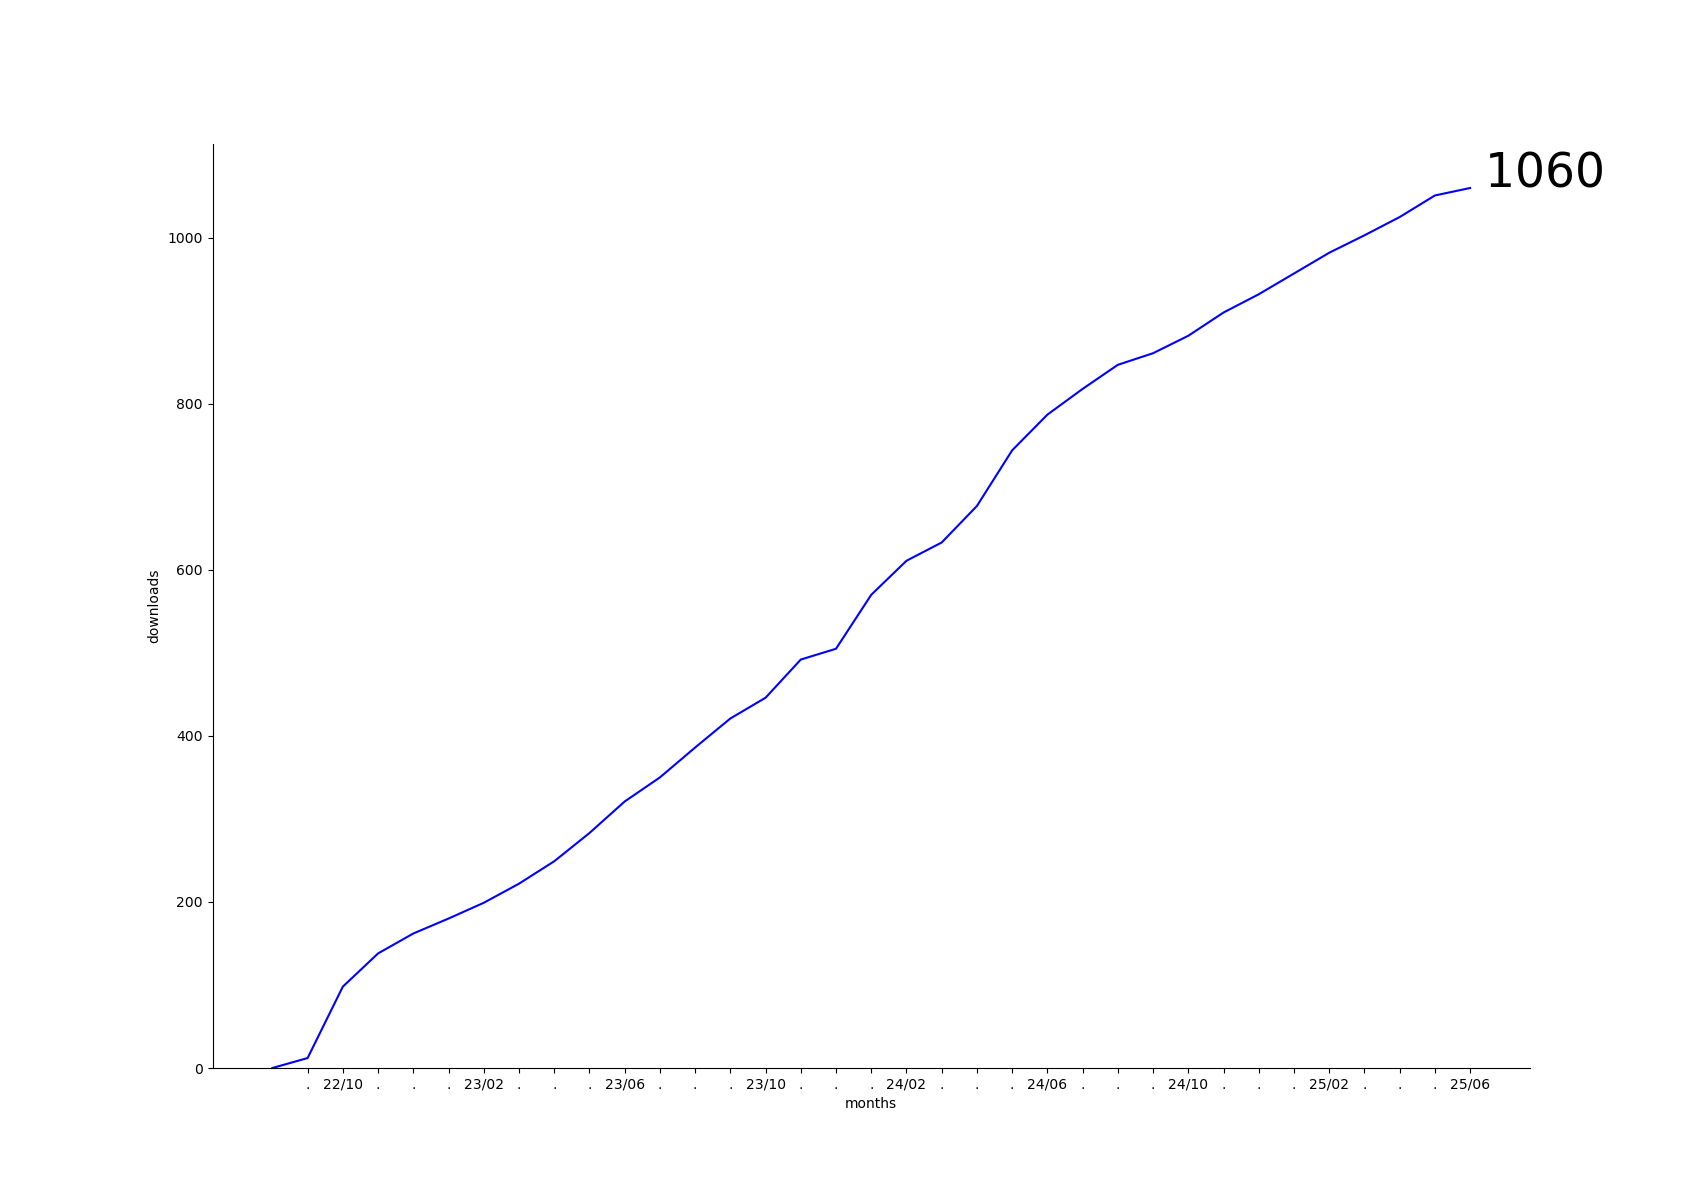 1060
1000
800
600
400
200
0
downloads
. 22/10 . . . 23/02 . . . 23/06 . . . 23/10 . . . 24/02 . . . 24/06 . . . 24/10 . . . 25/02 . . . 25/06
months